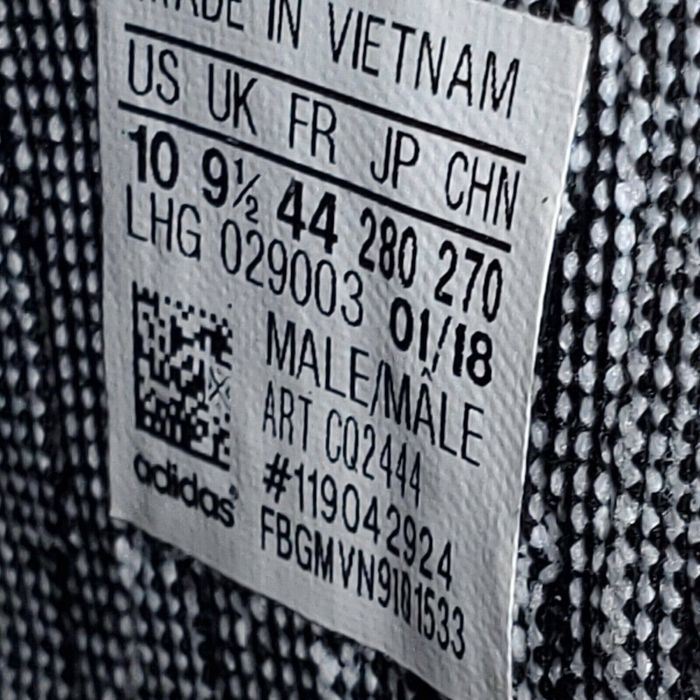 MADE IN VIETNAM
US UK FR JP CHN
10 9½ 44 280 270
LHG 029003 01/18
MALE/MÂLE
ART CQ2444
#119042924
FBGMVN9101533
adidas